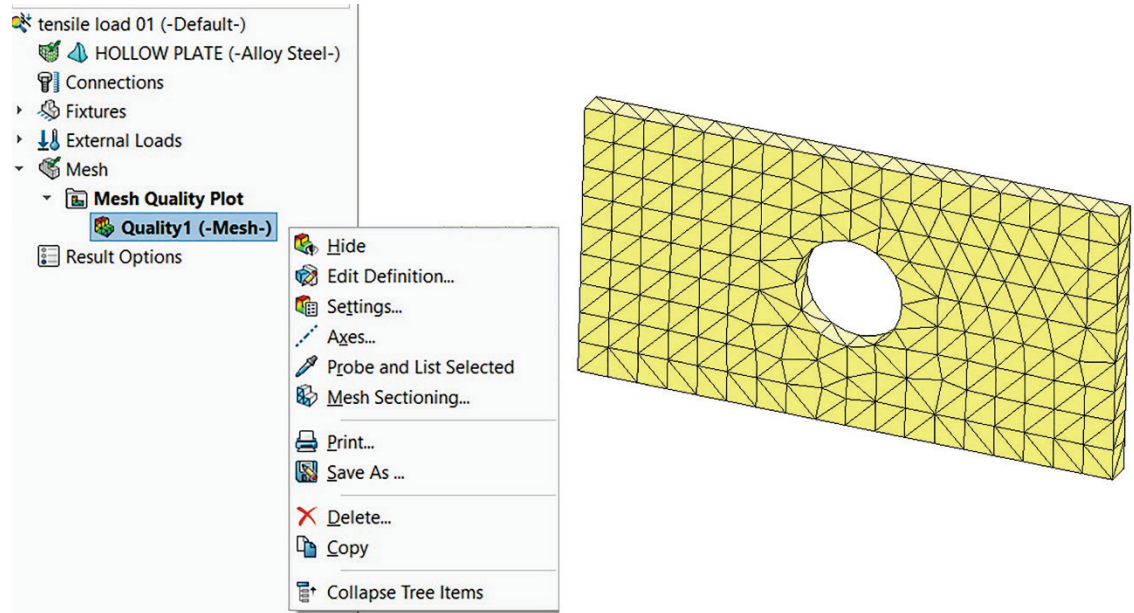 tensile load 01 (-Default-)
HOLLOW PLATE (-Alloy Steel-)
Connections
Fixtures
External Loads
Mesh
Mesh Quality Plot
Quality1 (-Mesh-)
Result Options
Hide
Edit Definition...
Settings...
Axes...
Probe and List Selected
Mesh Sectioning...
Print...
Save As ...
Delete...
Copy
Collapse Tree Items